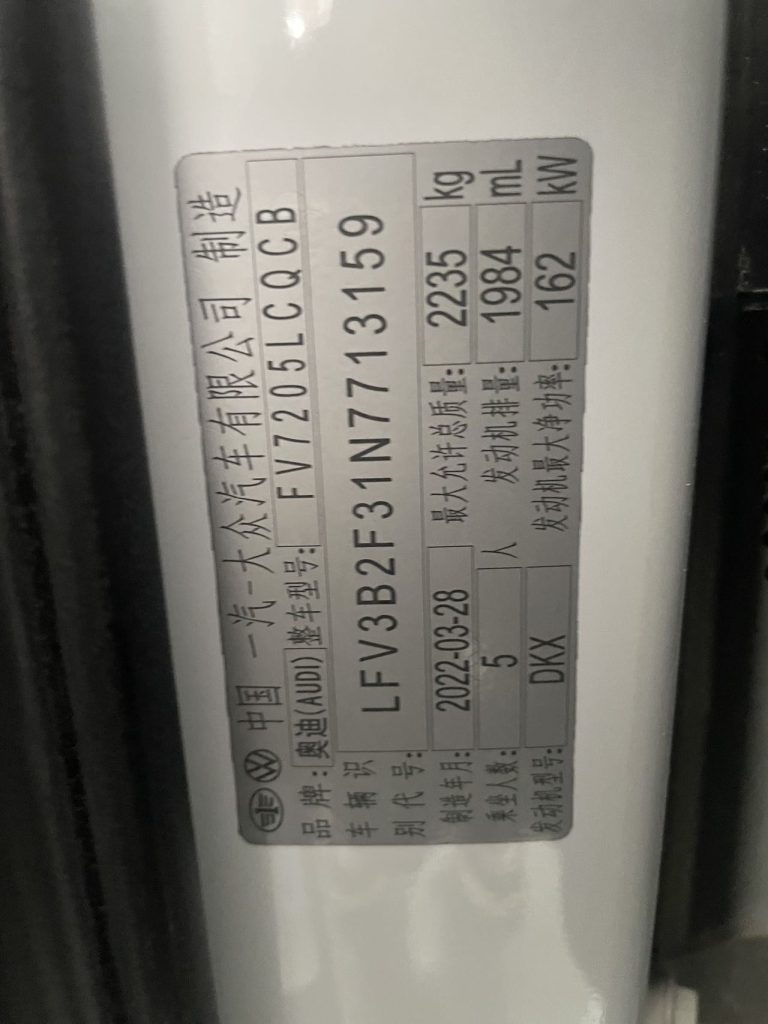 中国 一汽-大众汽车有限公司 制造
品牌: 奥迪(AUDI) 整车型号: FV7205LCQCB
车辆识别代号: LFV3B2F31N7713159
制造年月: 2022-03-28 最大允许总质量: 2235 kg
乘坐人数: 5 人 发动机排量: 1984 mL
发动机型号: DKX 发动机最大净功率: 162 kW